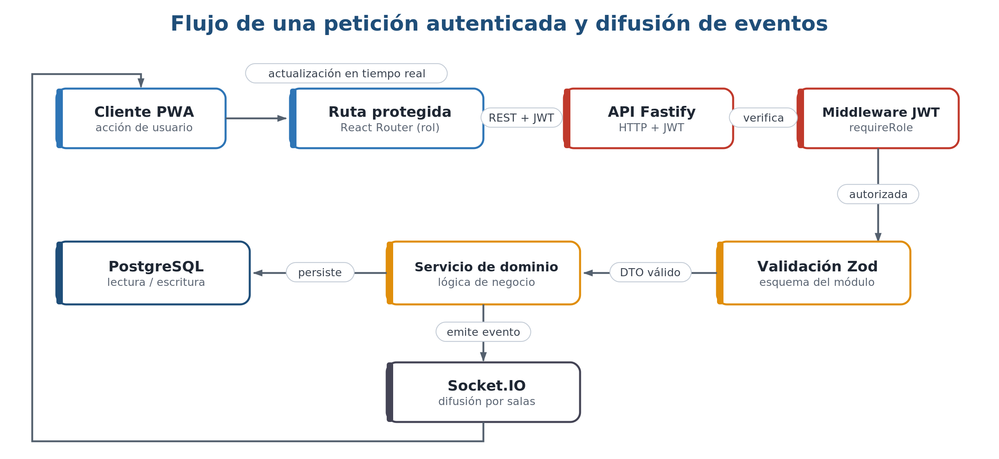 Flujo de una petición autenticada y difusión de eventos
actualización en tiempo real
Cliente PWA
acción de usuario
Ruta protegida
React Router (rol)
REST + JWT
API Fastify
HTTP + JWT
verifica
Middleware JWT
requireRole
autorizada
PostgreSQL
lectura / escritura
persiste
Servicio de dominio
lógica de negocio
DTO válido
Validación Zod
esquema del módulo
emite evento
Socket.IO
difusión por salas